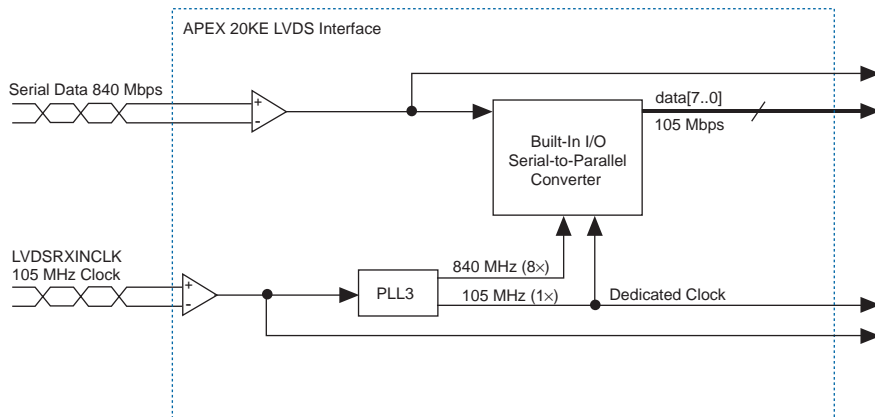 APEX 20KE LVDS Interface
Serial Data 840 Mbps
+
-
data[7..0]
105 Mbps
Built-In I/O
Serial-to-Parallel
Converter
LVDSRXINCLK
105 MHz Clock
+
-
PLL3
840 MHz (8×)
105 MHz (1×)
Dedicated Clock